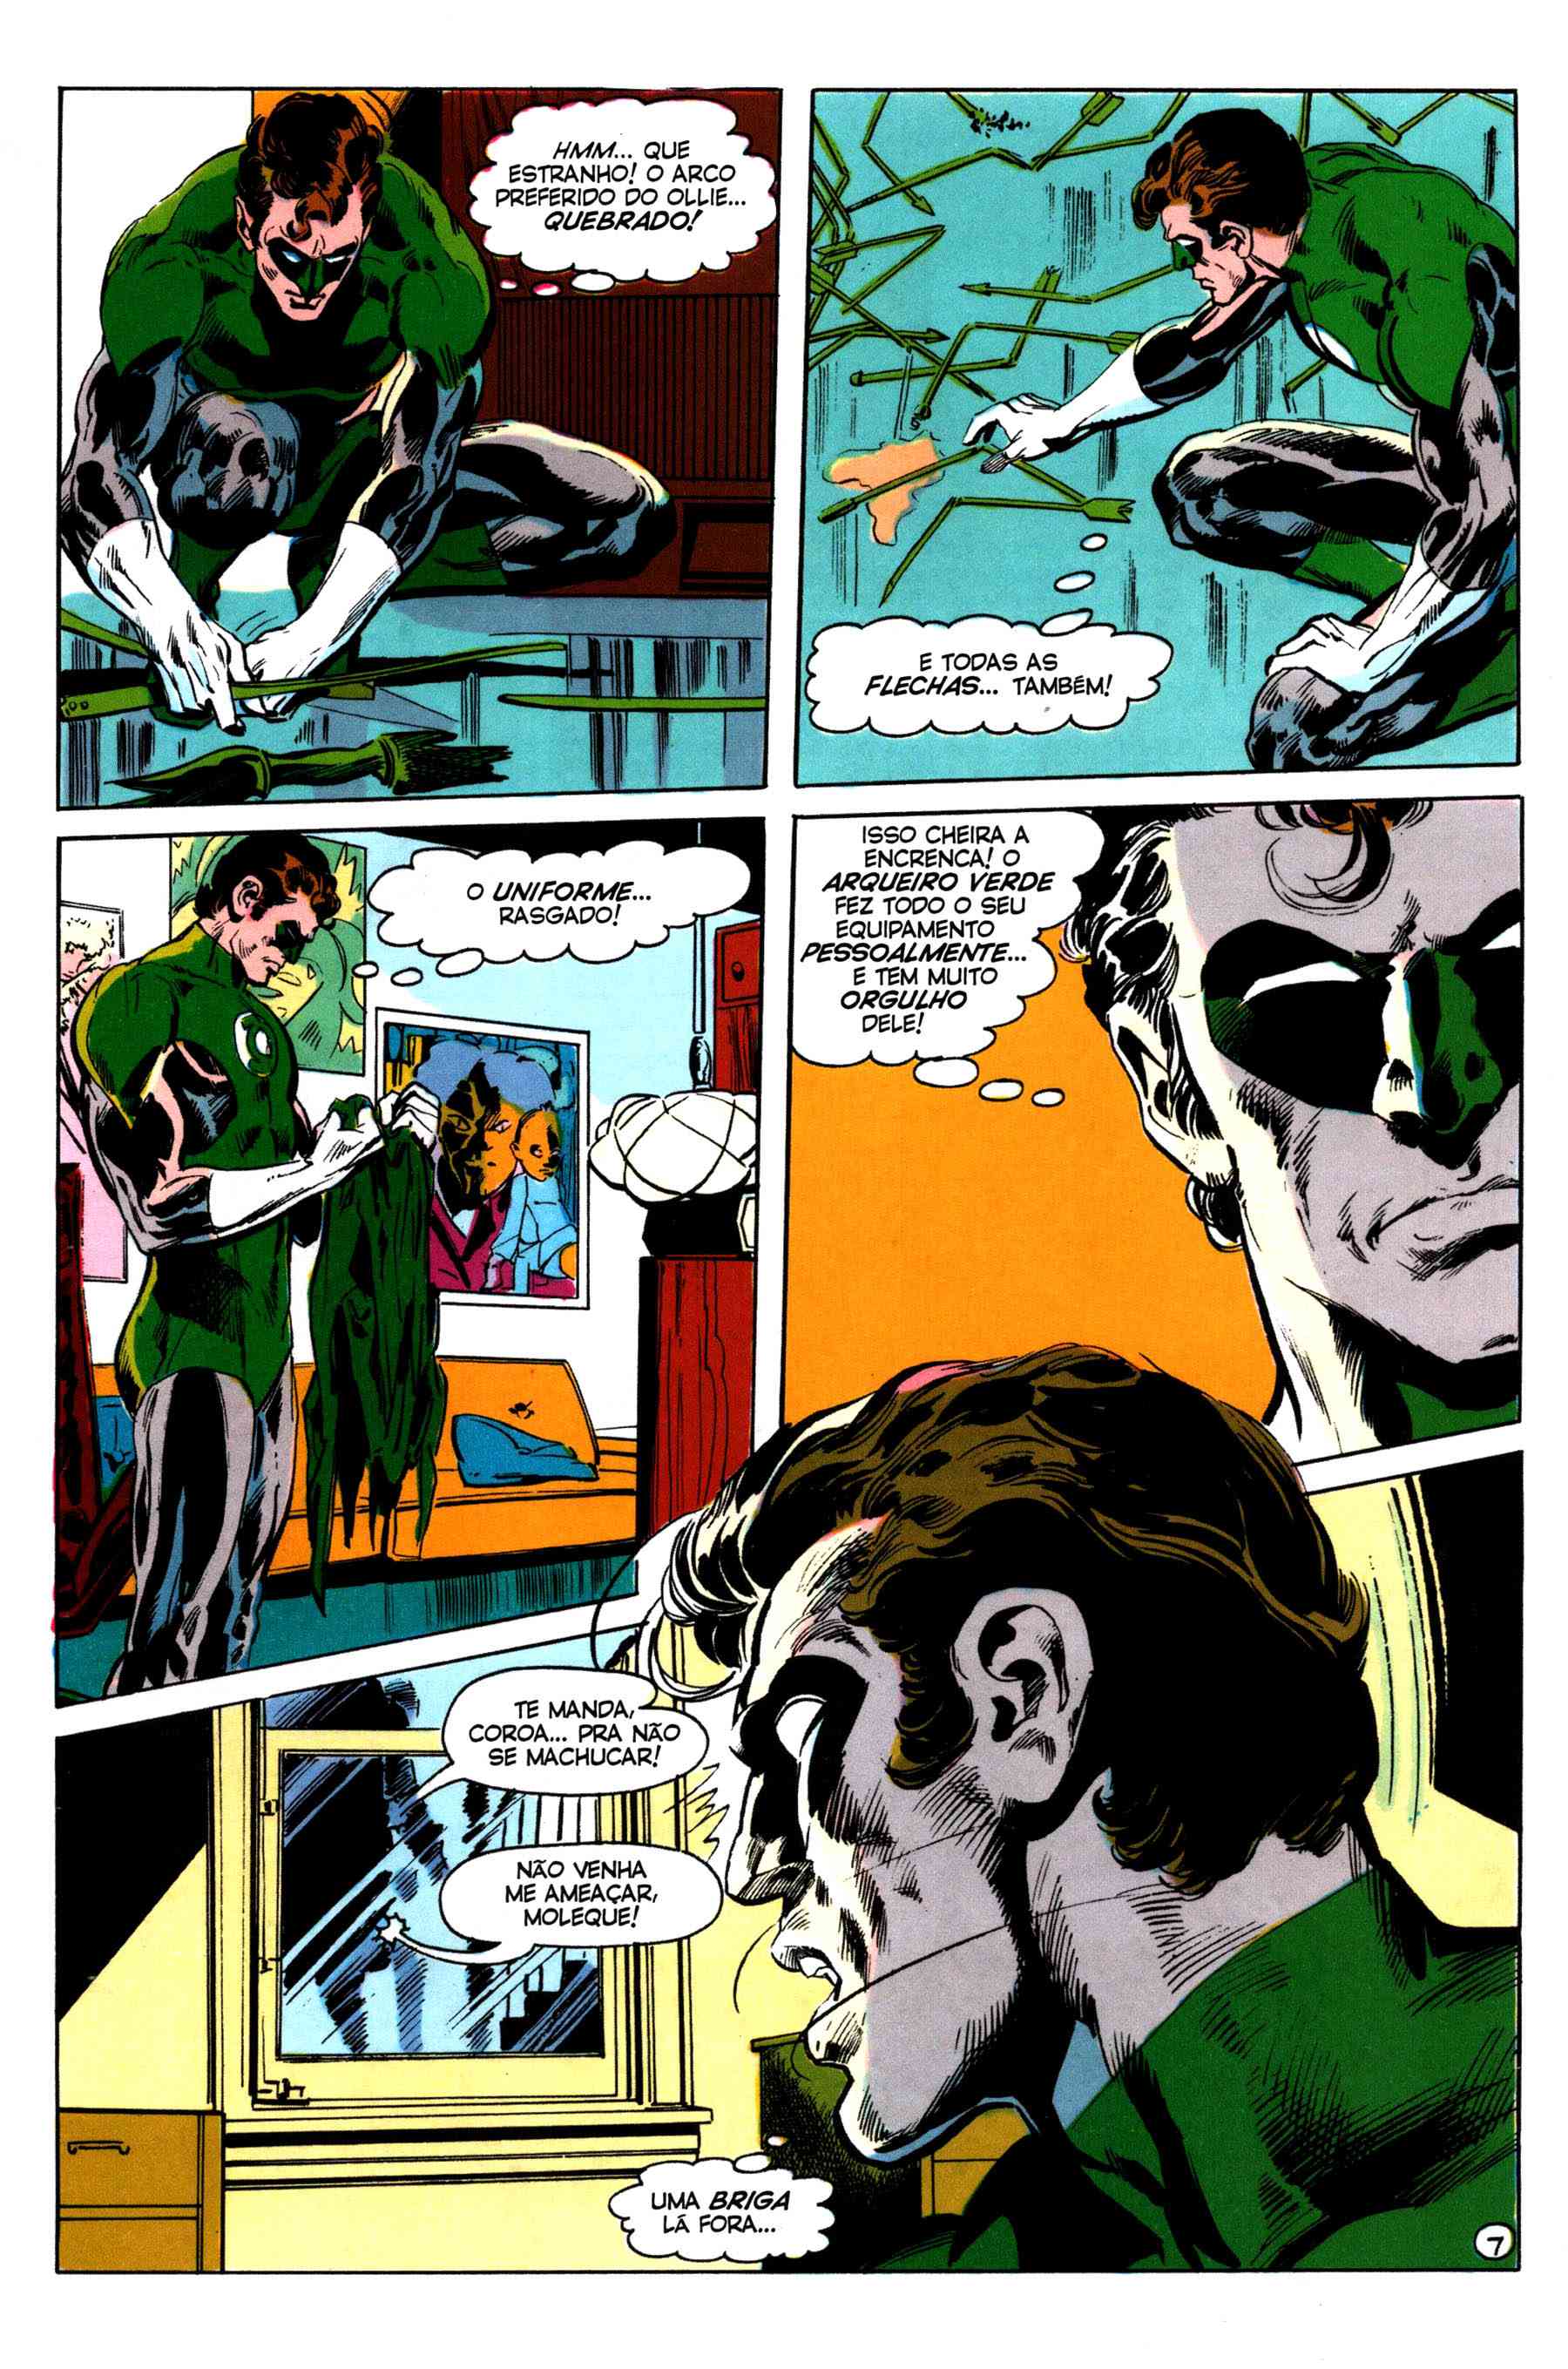 HMM... QUE
ESTRANHO! O ARCO
PREFERIDO DO OLLIE...
QUEBRADO!
E TODAS AS
FLECHAS... TAMBÉM!
O UNIFORME...
RASGADO!
ISSO CHEIRA A
ENCRENCA! O
ARQUEIRO VERDE
FEZ TODO O SEU
EQUIPAMENTO
PESSOALMENTE...
E TEM MUITO
ORGULHO
DELE!
TE MANDA,
COROA... PRA NÃO
SE MACHUCAR!
NÃO VENHA
ME AMEAÇAR,
MOLEQUE!
UMA BRIGA
LÁ FORA...
7